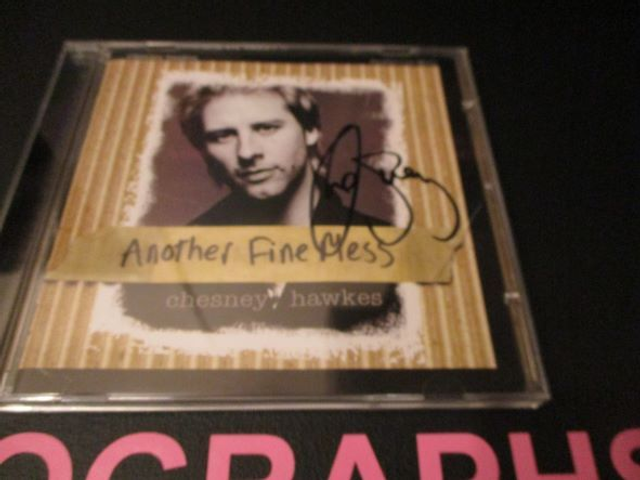 Another Fine Mess
chesney hawkes
OGRAPHS